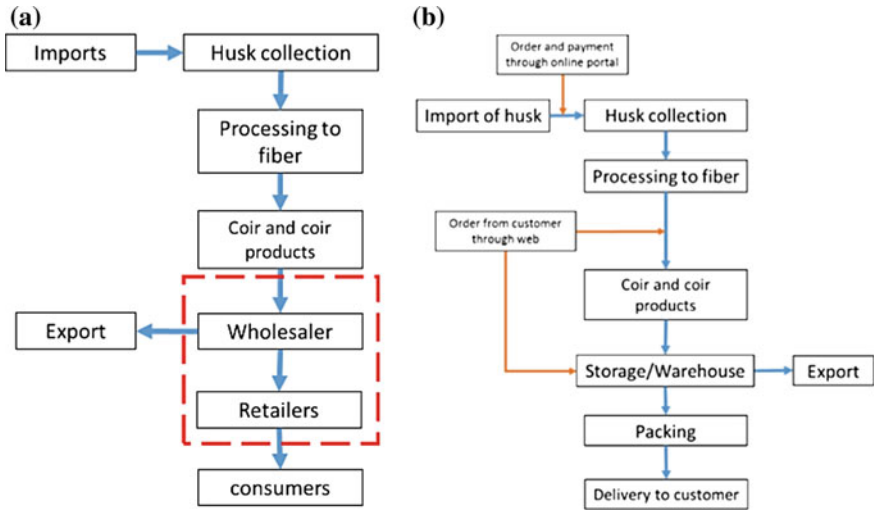 (a)
Imports
Husk collection
Processing to
fiber
Coir and coir
products
Wholesaler
Export
Retailers
consumers
(b)
Order and payment
through online portal
Import of husk
Husk collection
Processing to fiber
Order from customer
through web
Coir and coir
products
Storage/Warehouse
Export
Packing
Delivery to customer